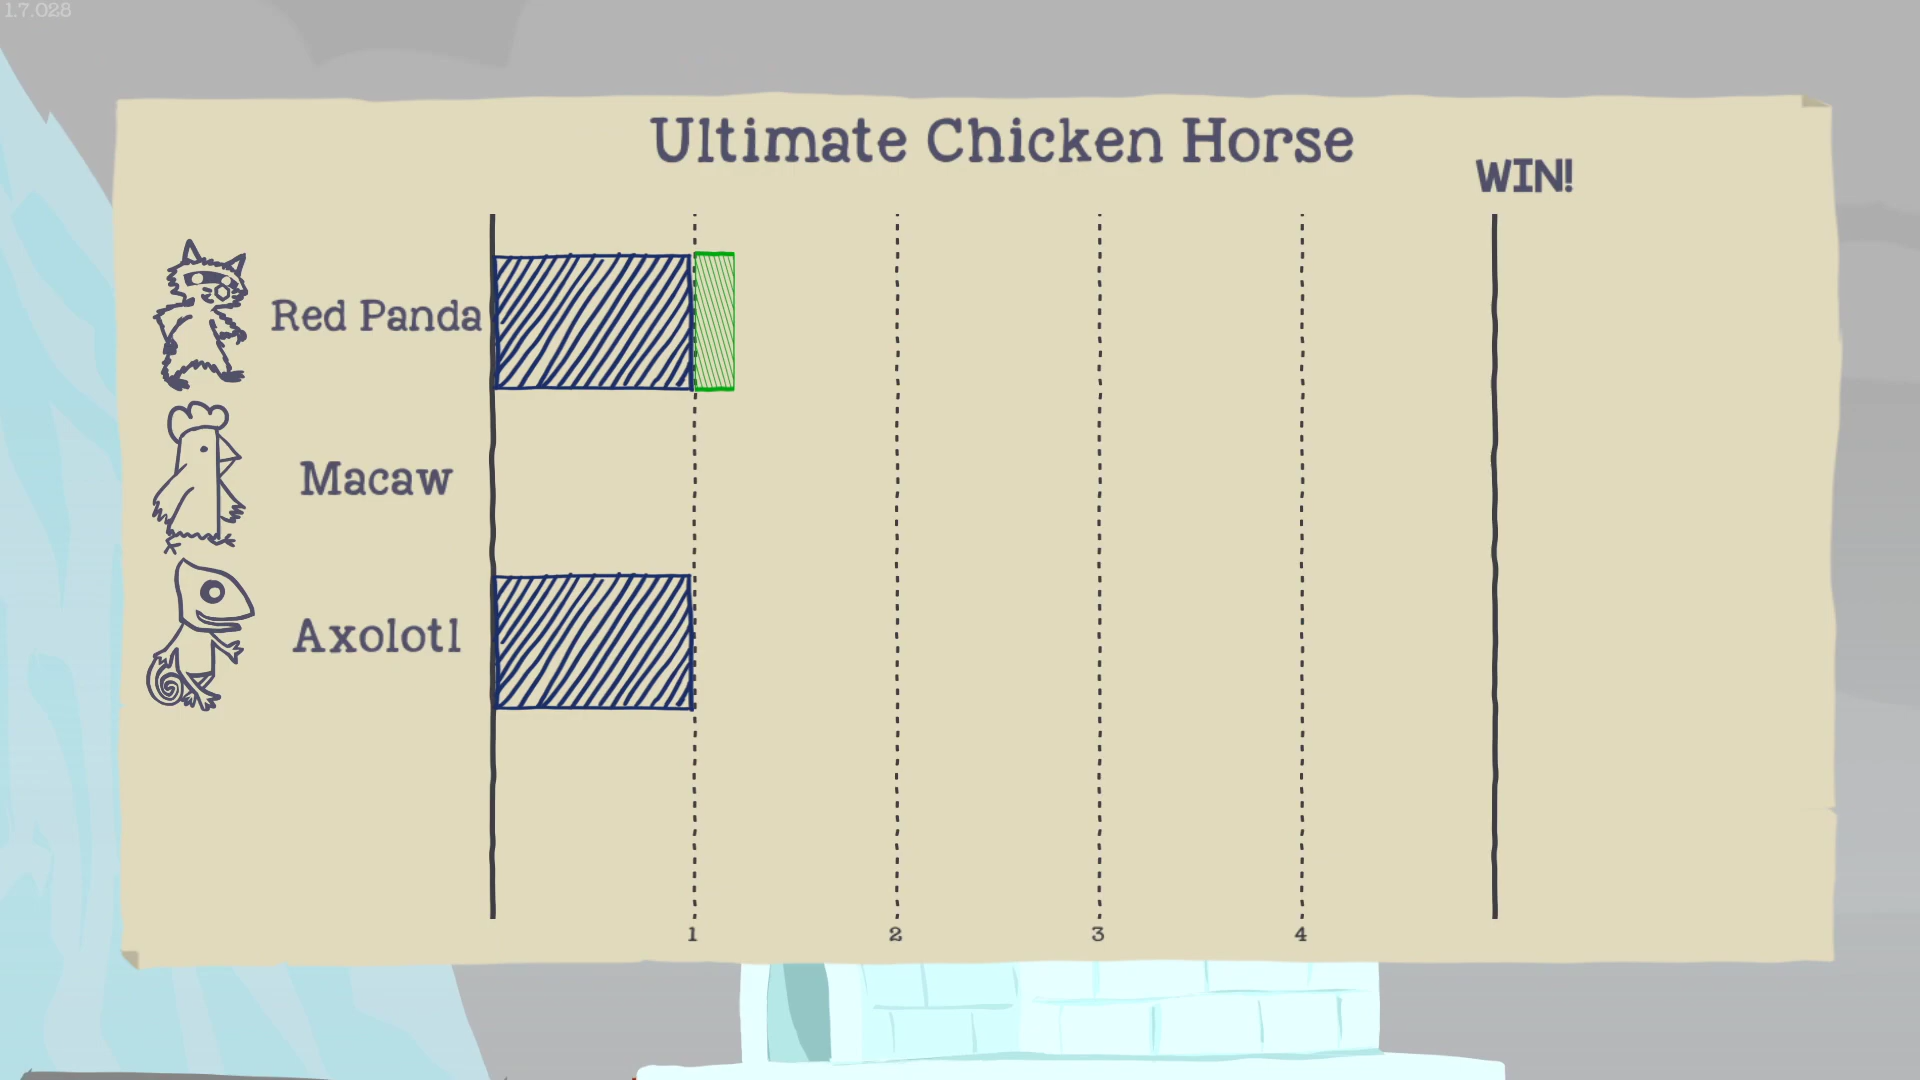 1.7.028
Ultimate Chicken Horse
WIN!
Red Panda
Macaw
Axolotl
1 2 3 4